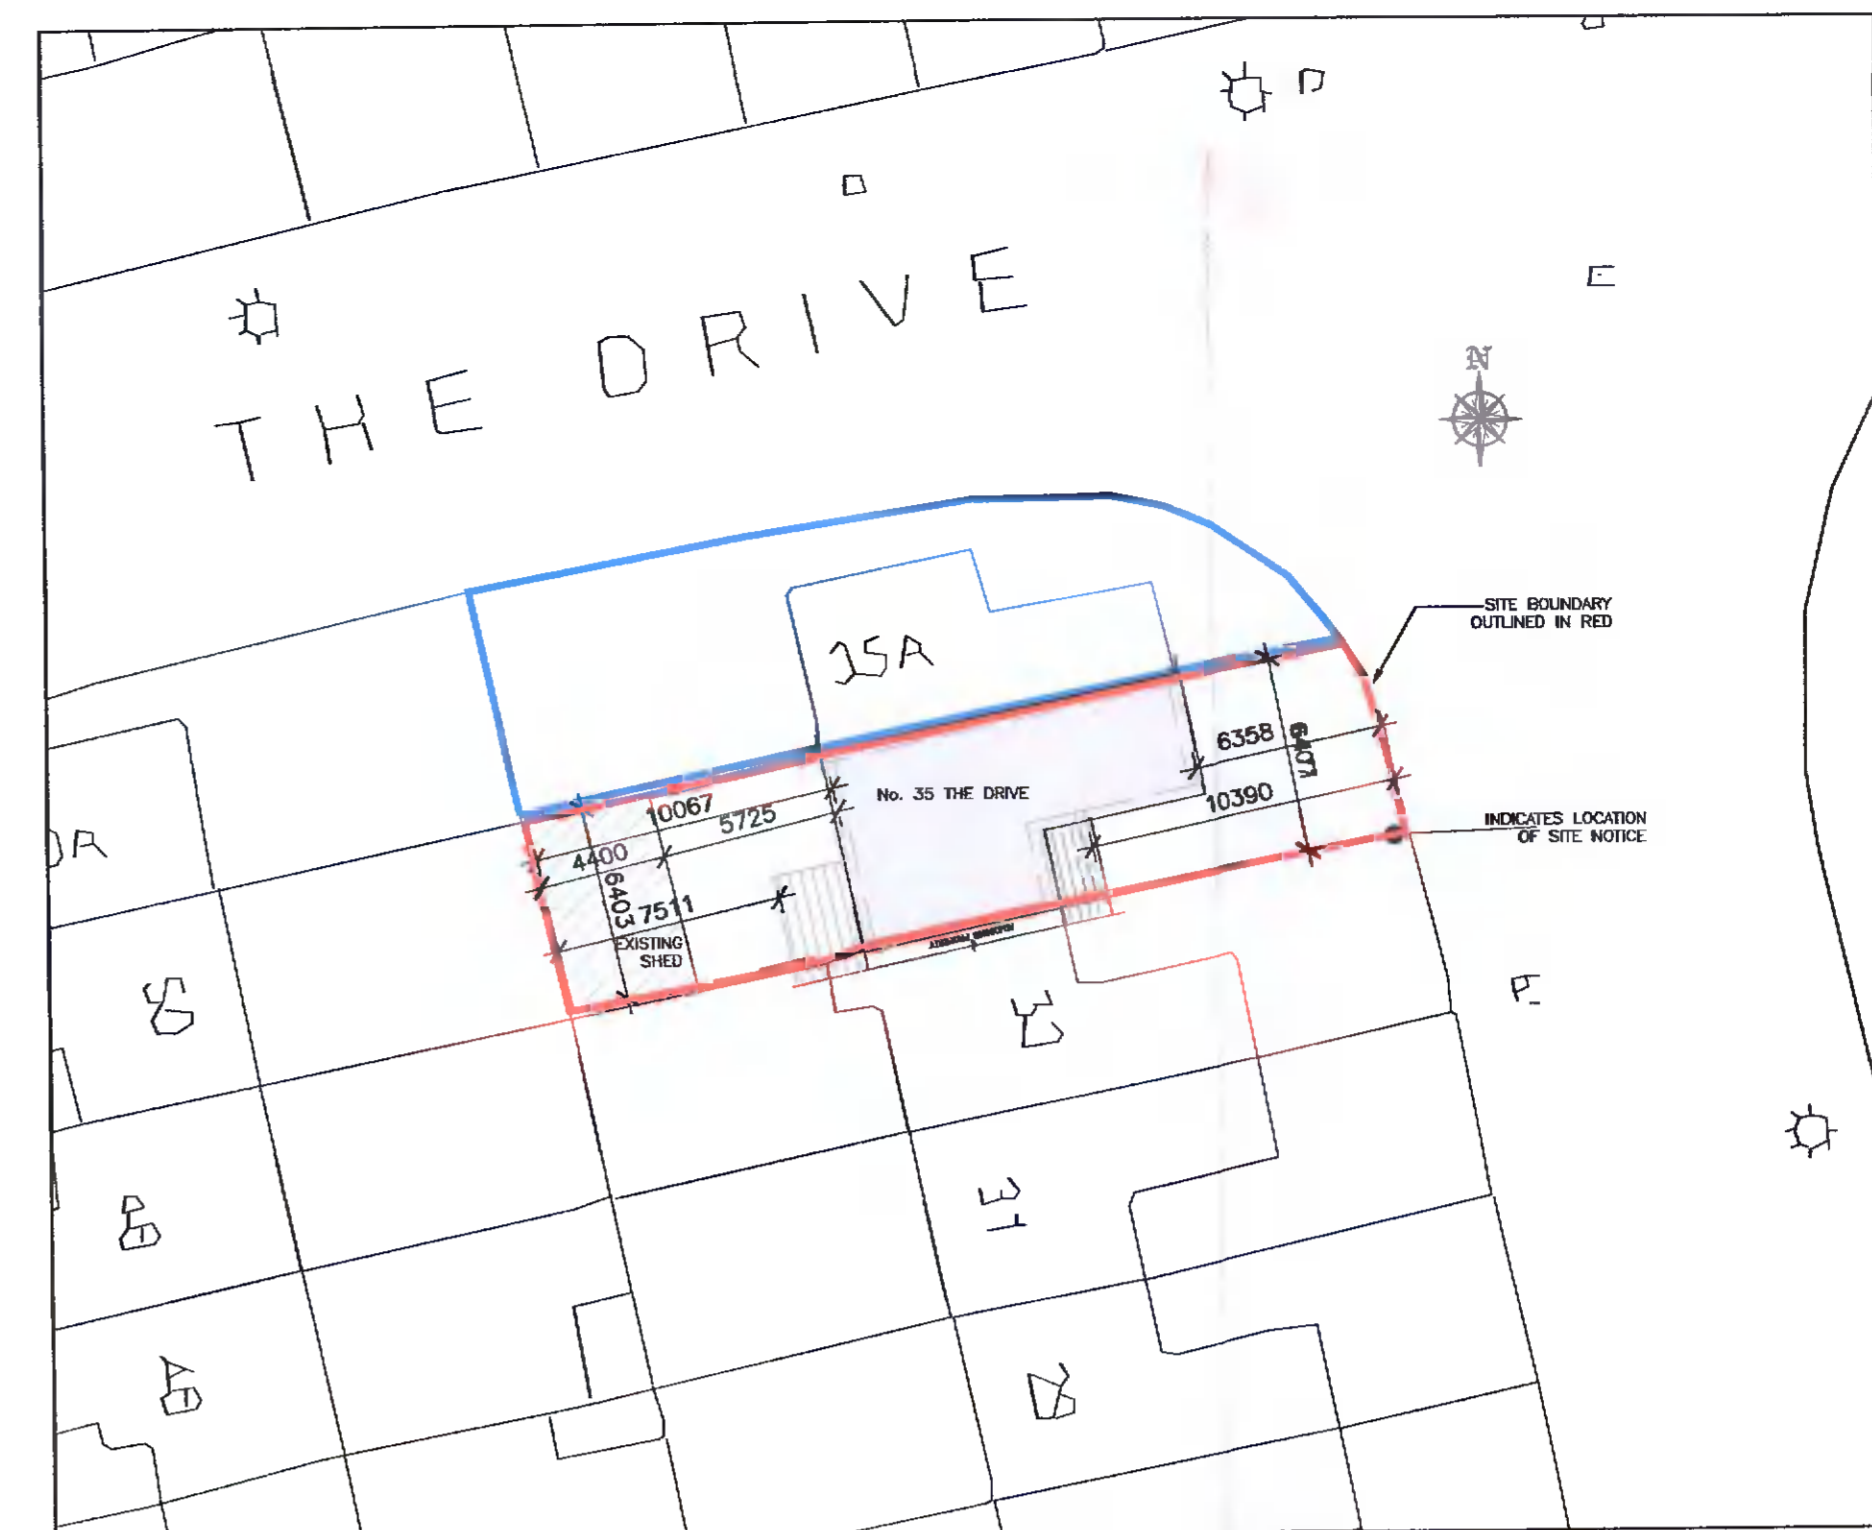 THE DRIVE
N
35A
SITE BOUNDARY
OUTLINED IN RED
No. 35 THE DRIVE
6358
6407
10390
10067
5725
4400
6403
7511
EXISTING
SHED
INDICATES LOCATION
OF SITE NOTICE